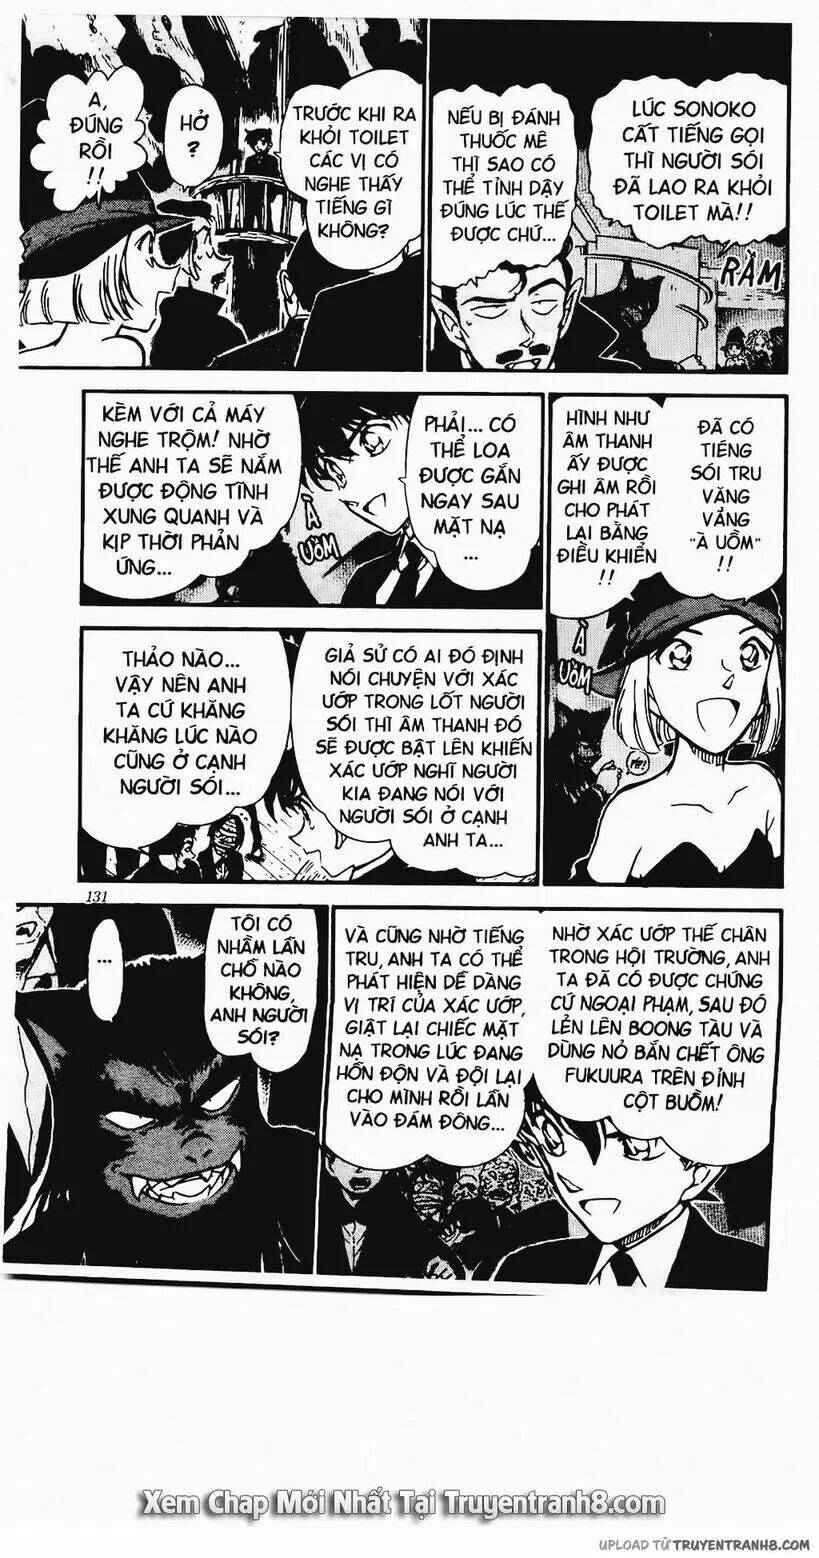 LÚC SONOKO
CẤT TIẾNG GỌI
THÌ NGƯỜI SÓI
ĐÃ LAO RA KHỎI
TOILET MÀ!!
RẦM
NẾU BỊ ĐÁNH
THUỐC MÊ
THÌ SAO CÓ
THỂ TỈNH DẬY
ĐÚNG LÚC THẾ
ĐƯỢC CHỨ...
TRƯỚC KHI RA
KHỎI TOILET
CÁC VỊ CÓ
NGHE THẤY
TIẾNG GÌ
KHÔNG?
HỞ
?
A,
ĐÚNG
RỒI
!!
ĐÃ CÓ
TIẾNG
SÓI TRU
VĂNG
VẲNG
"À UỒM"
!!
HÌNH NHƯ
ÂM THANH
ẤY ĐƯỢC
GHI ÂM RỒI
CHO PHÁT
LẠI BẰNG
ĐIỀU KHIỂN
!!
À
UỒM
PHẢI... CÓ
THỂ LOA
ĐƯỢC GẮN
NGAY SAU
MẶT NẠ
...
À
UỒM
KÈM VỚI CẢ MÁY
NGHE TRỘM! NHỜ
THẾ ANH TA SẼ NẮM
ĐƯỢC ĐỘNG TĨNH
XUNG QUANH VÀ
KỊP THỜI PHẢN
ỨNG...
GIẢ SỬ CÓ AI ĐÓ ĐỊNH
NÓI CHUYỆN VỚI XÁC
ƯỚP TRONG LỐT NGƯỜI
SÓI THÌ ÂM THANH ĐÓ
SẼ ĐƯỢC BẬT LÊN KHIẾN
XÁC ƯỚP NGHĨ NGƯỜI
KIA ĐANG NÓI VỚI
NGƯỜI SÓI Ở CẠNH
ANH TA...
THẢO NÀO...
VẬY NÊN ANH
TA CỨ KHĂNG
KHĂNG LÚC NÀO
CŨNG Ở CẠNH
NGƯỜI SÓI...
131
NHỜ XÁC ƯỚP THẾ CHÂN
TRONG HỘI TRƯỜNG, ANH
TA ĐÃ CÓ ĐƯỢC CHỨNG
CỨ NGOẠI PHẠM, SAU ĐÓ
LẺN LÊN BOONG TÀU VÀ
DÙNG NỎ BẮN CHẾT ÔNG
FUKUURA TRÊN ĐỈNH
CỘT BUỒM!
VÀ CŨNG NHỜ TIẾNG
TRU, ANH TA CÓ THỂ
PHÁT HIỆN DỄ DÀNG
VỊ TRÍ CỦA XÁC ƯỚP,
GIẬT LẠI CHIẾC MẶT
NẠ TRONG LÚC ĐANG
HỖN ĐỘN VÀ ĐỘI LẠI
CHO MÌNH RỒI LẨN
VÀO ĐÁM ĐÔNG...
TÔI CÓ
NHẦM LẪN
CHỖ NÀO
KHÔNG,
ANH NGƯỜI
SÓI?
...
Xem Chap Mới Nhất Tại Truyentranh8.com
UPLOAD TỪ TRUYENTRANH8.COM